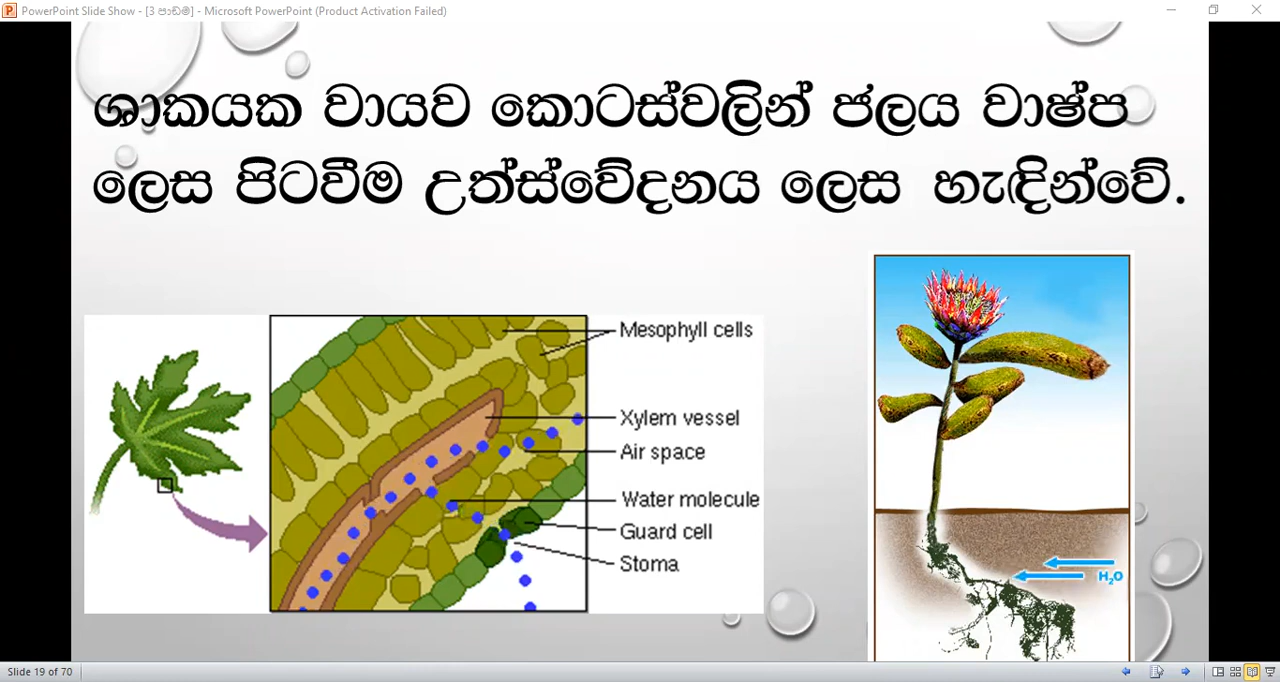 PowerPoint Slide Show - [3 පාඩම] - Microsoft PowerPoint (Product Activation Failed)
ශාකයක වායව කොටස්වලින් ජලය වාෂ්ප
ලෙස පිටවීම උත්ස්වේදනය ලෙස හැඳින්වේ.
Mesophyll cells
Xylem vessel
Air space
Water molecule
Guard cell
Stoma
H₂O
Slide 19 of 70